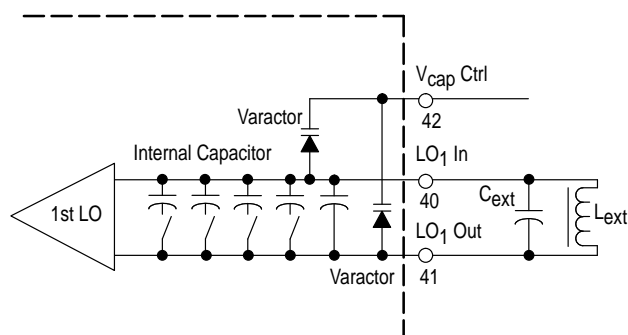 Vcap Ctrl
42
Varactor
Internal Capacitor
LO1 In
40
1st LO
Cext
Lext
LO1 Out
41
Varactor